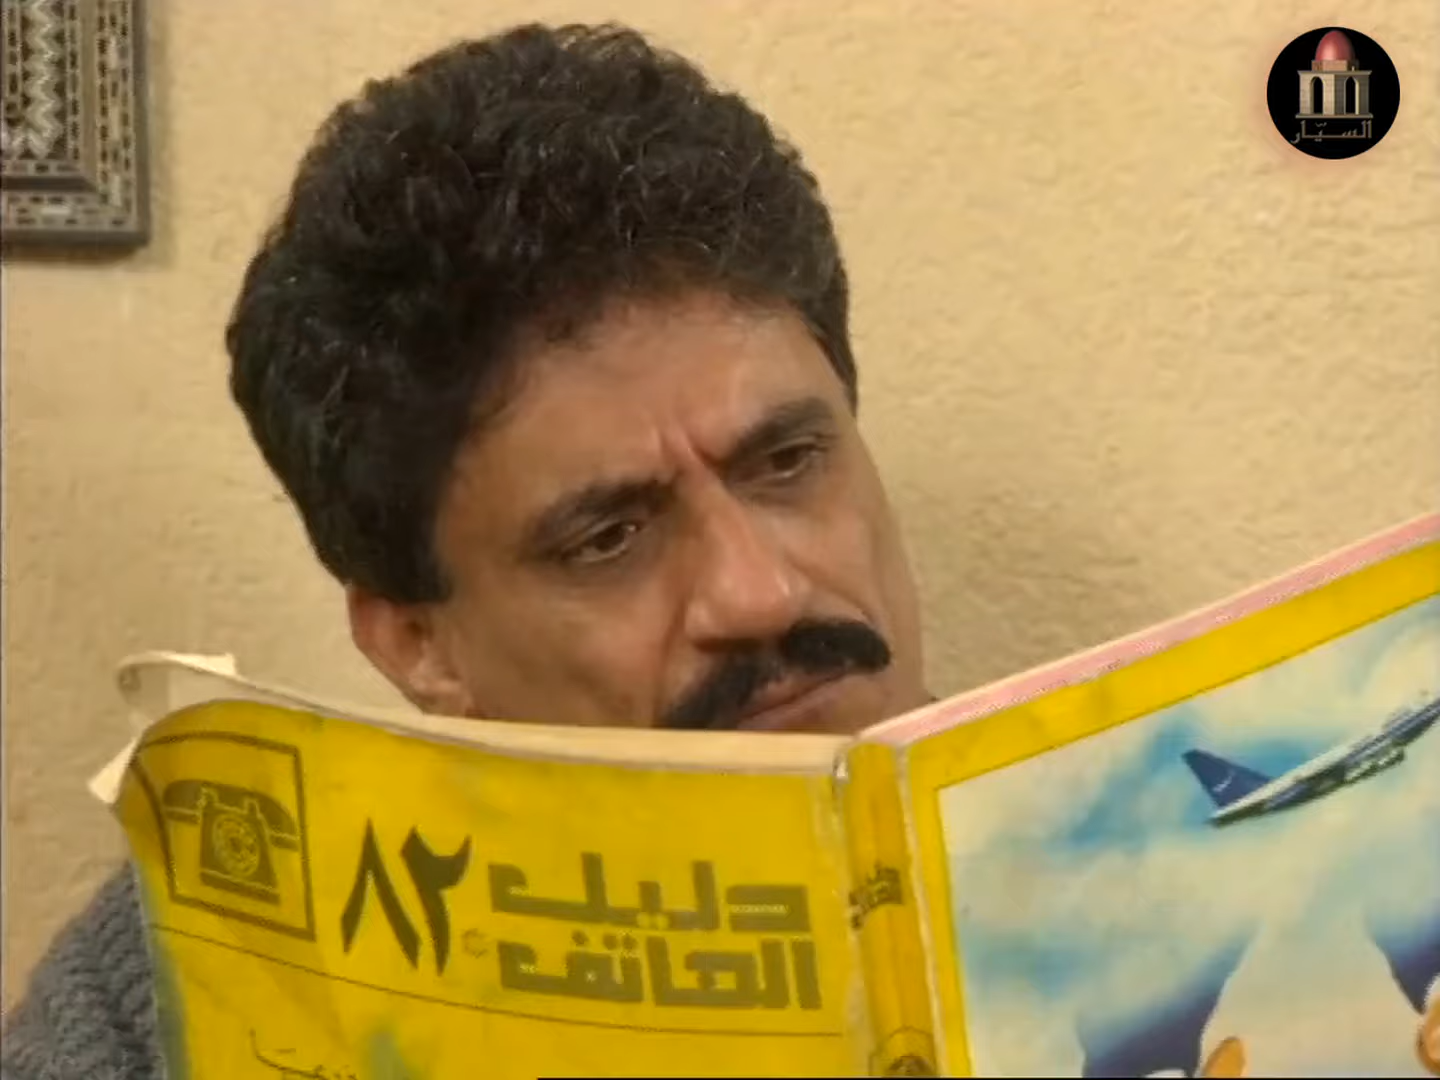 السيّار
دليل
الهاتف
٨٢